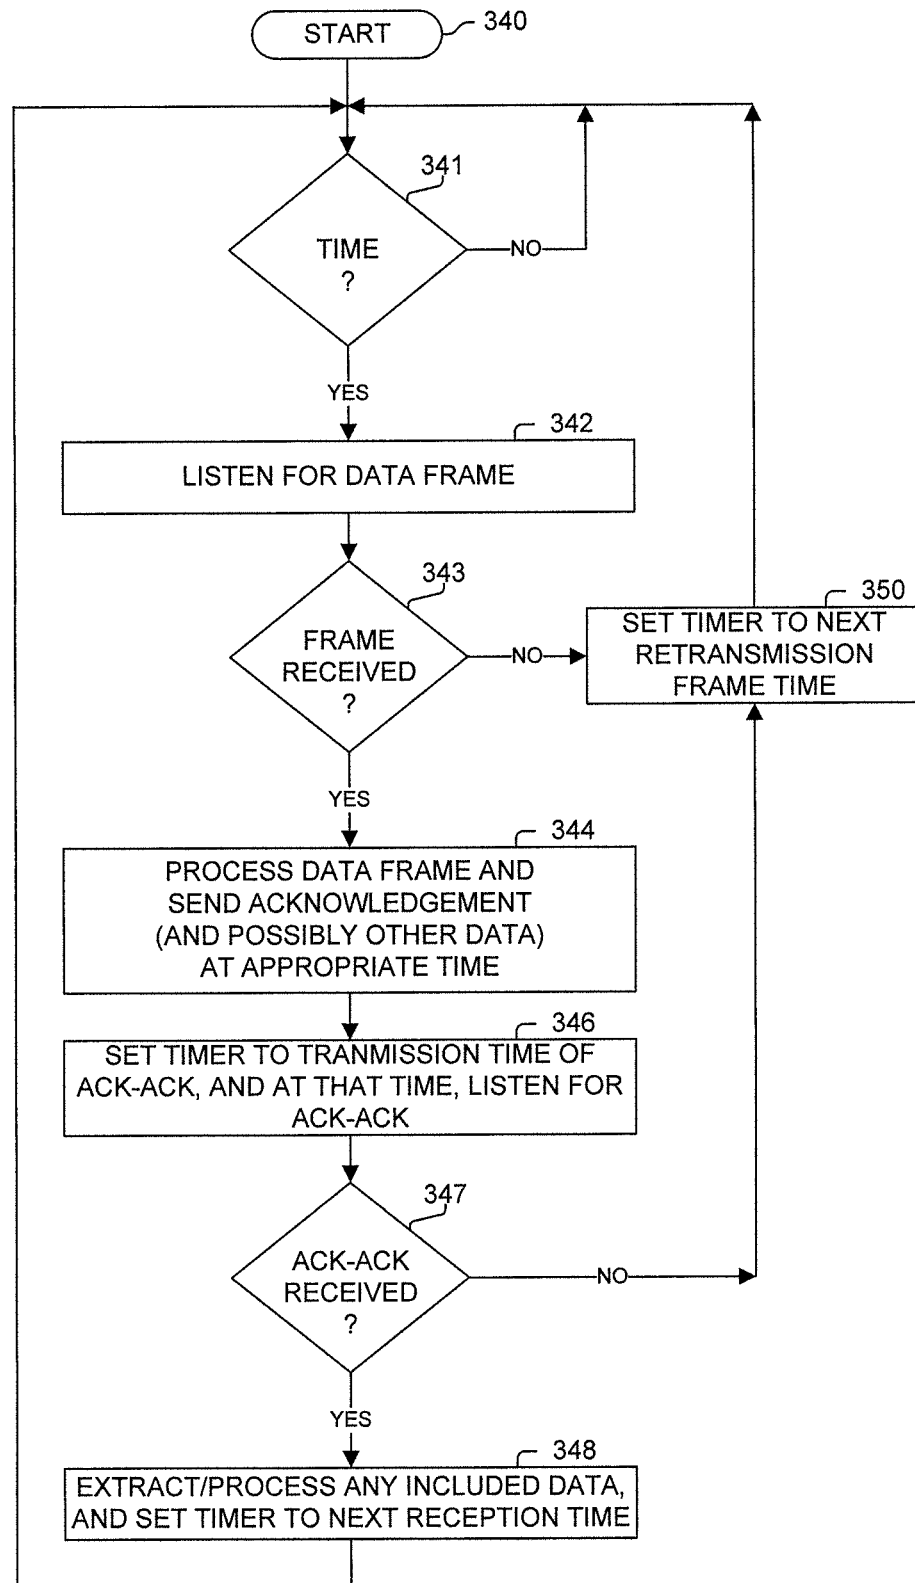 START
340
341
TIME
?
NO
YES
342
LISTEN FOR DATA FRAME
343
FRAME
RECEIVED
?
NO
350
SET TIMER TO NEXT
RETRANSMISSION
FRAME TIME
YES
344
PROCESS DATA FRAME AND
SEND ACKNOWLEDGEMENT
(AND POSSIBLY OTHER DATA)
AT APPROPRIATE TIME
346
SET TIMER TO TRANMISSION TIME OF
ACK-ACK, AND AT THAT TIME, LISTEN FOR
ACK-ACK
347
ACK-ACK
RECEIVED
?
NO
YES
348
EXTRACT/PROCESS ANY INCLUDED DATA,
AND SET TIMER TO NEXT RECEPTION TIME